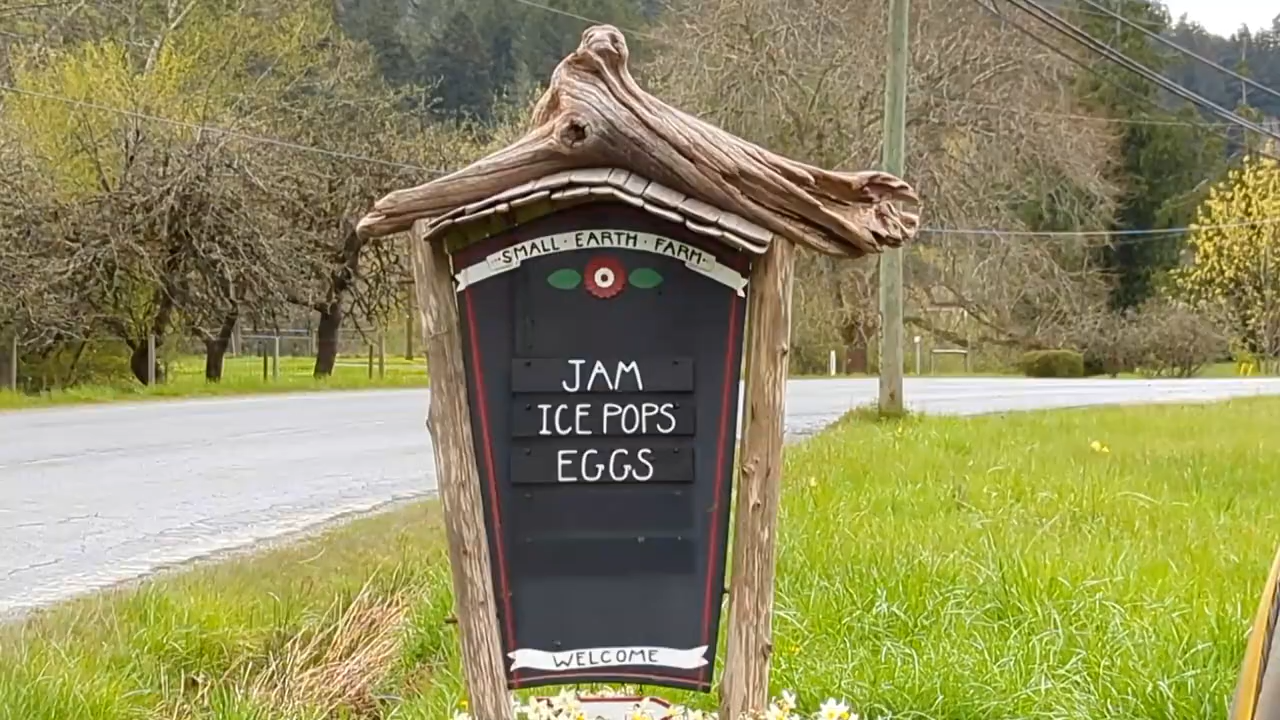 SMALL · EARTH · FARM
JAM
ICE POPS
EGGS
WELCOME